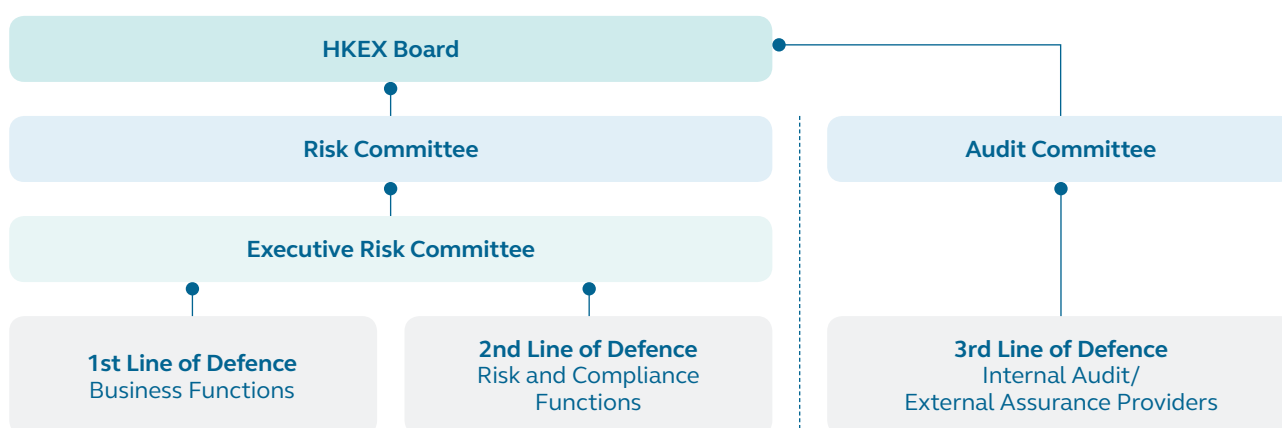 HKEX Board
Risk Committee
Audit Committee
Executive Risk Committee
1st Line of Defence
Business Functions
2nd Line of Defence
Risk and Compliance
Functions
3rd Line of Defence
Internal Audit/
External Assurance Providers